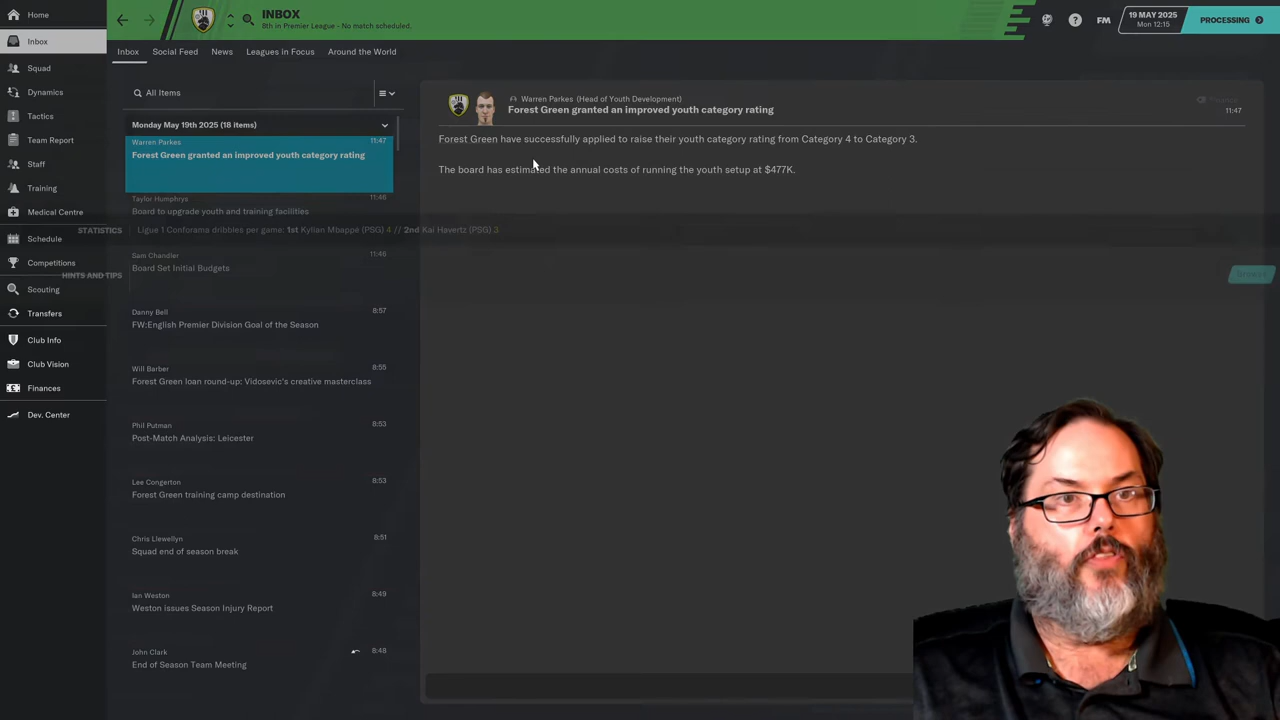 Home
Inbox
Squad
Dynamics
Tactics
Team Report
Staff
Training
Medical Centre
Schedule
Competitions
Scouting
Transfers
Club Info
Club Vision
Finances
Dev. Center
INBOX
8th in Premier League - No match scheduled.
?
FM
19 MAY 2025
Mon 12:15
PROCESSING
Inbox Social Feed News Leagues in Focus Around the World
All Items
Monday May 19th 2025 (18 items)
Warren Parkes 11:47
Forest Green granted an improved youth category rating
Taylor Humphrys 11:46
Board to upgrade youth and training facilities
STATISTICS Ligue 1 Conforama dribbles per game: 1st Kylian Mbappé (PSG) 4 // 2nd Kai Havertz (PSG) 3
Sam Chandler 11:46
Board Set Initial Budgets
HINTS AND TIPS
Danny Bell 8:57
FW:English Premier Division Goal of the Season
Will Barber 8:55
Forest Green loan round-up: Vidosevic's creative masterclass
Phil Putman 8:53
Post-Match Analysis: Leicester
Lee Congerton 8:53
Forest Green training camp destination
Chris Llewellyn 8:51
Squad end of season break
Ian Weston 8:49
Weston issues Season Injury Report
John Clark 8:48
End of Season Team Meeting
Warren Parkes (Head of Youth Development)
Forest Green granted an improved youth category rating
11:47
Forest Green have successfully applied to raise their youth category rating from Category 4 to Category 3.
The board has estimated the annual costs of running the youth setup at $477K.
Browse